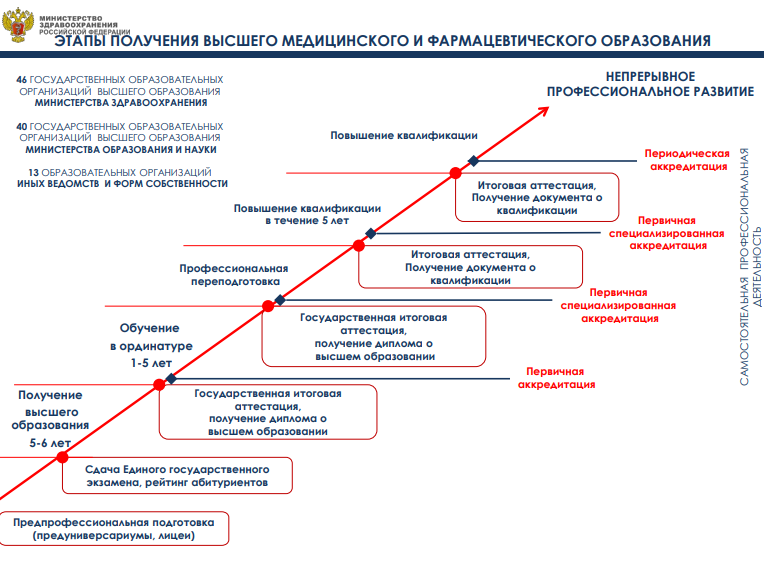 МИНИСТЕРСТВО
ЗДРАВООХРАНЕНИЯ
РОССИЙСКОЙ ФЕДЕРАЦИИ
ЭТАПЫ ПОЛУЧЕНИЯ ВЫСШЕГО МЕДИЦИНСКОГО И ФАРМАЦЕВТИЧЕСКОГО ОБРАЗОВАНИЯ
46 ГОСУДАРСТВЕННЫХ ОБРАЗОВАТЕЛЬНЫХ
ОРГАНИЗАЦИЙ ВЫСШЕГО ОБРАЗОВАНИЯ
МИНИСТЕРСТВА ЗДРАВООХРАНЕНИЯ
40 ГОСУДАРСТВЕННЫХ ОБРАЗОВАТЕЛЬНЫХ
ОРГАНИЗАЦИЙ ВЫСШЕГО ОБРАЗОВАНИЯ
МИНИСТЕРСТВА ОБРАЗОВАНИЯ И НАУКИ
13 ОБРАЗОВАТЕЛЬНЫХ ОРГАНИЗАЦИЙ
ИНЫХ ВЕДОМСТВ И ФОРМ СОБСТВЕННОСТИ
НЕПРЕРЫВНОЕ
ПРОФЕССИОНАЛЬНОЕ РАЗВИТИЕ
Повышение квалификации
Периодическая
аккредитация
Итоговая аттестация,
Получение документа о
квалификации
Повышение квалификации
в течение 5 лет
Первичная
специализированная
аккредитация
Итоговая аттестация,
Получение документа о
квалификации
Профессиональная
переподготовка
Первичная
специализированная
аккредитация
Государственная итоговая
аттестация,
получение диплома о
высшем образовании
Обучение
в ординатуре
1-5 лет
Первичная
аккредитация
Государственная итоговая
аттестация,
получение диплома о
высшем образовании
Получение
высшего
образования
5-6 лет
Сдача Единого государственного
экзамена, рейтинг абитуриентов
Предпрофессиональная подготовка
(предуниверсариумы, лицеи)
САМОСТОЯТЕЛЬНАЯ ПРОФЕССИОНАЛЬНАЯ
ДЕЯТЕЛЬНОСТЬ